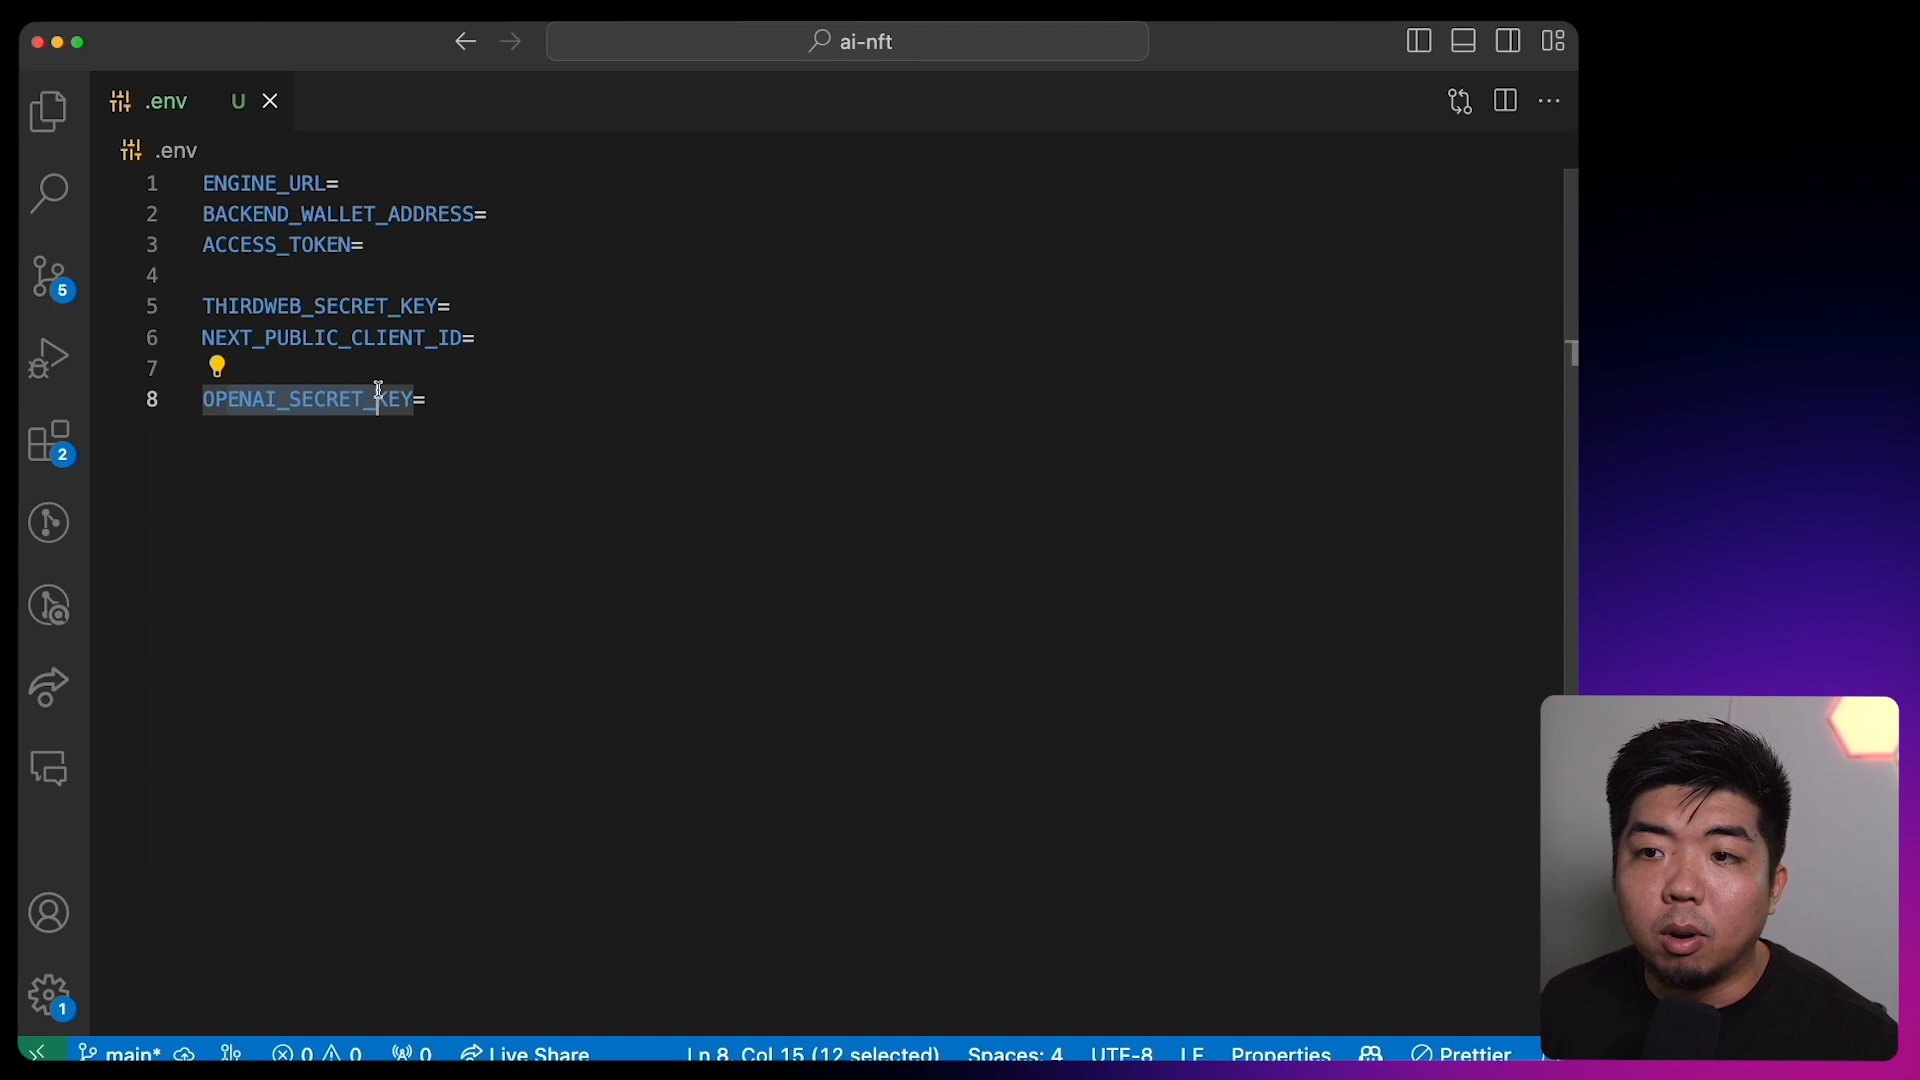 ai-nft
.env U
.env
1 ENGINE_URL=
2 BACKEND_WALLET_ADDRESS=
3 ACCESS_TOKEN=
4
5 THIRDWEB_SECRET_KEY=
6 NEXT_PUBLIC_CLIENT_ID=
7
8 OPENAI_SECRET_KEY=
5
2
1
main* 0 0 0 Live Share Ln 8, Col 15 (12 selected) Spaces: 4 UTF-8 LF Properties Prettier